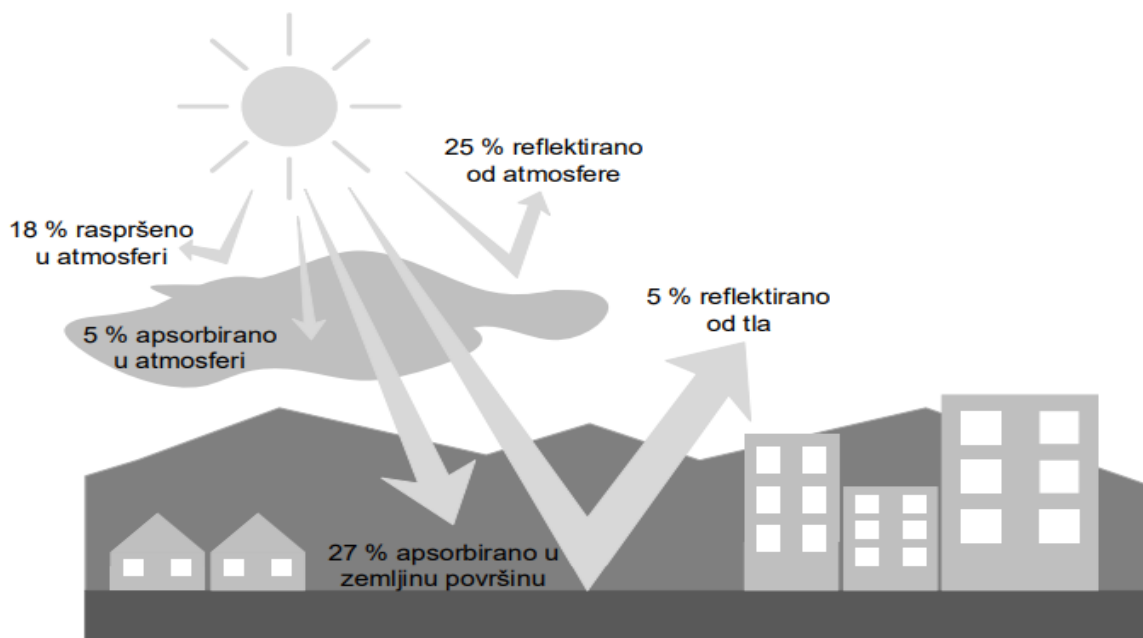 25 % reflektirano
od atmosfere
18 % raspršeno
u atmosferi
5 % reflektirano
od tla
5 % apsorbirano
u atmosferi
27 % apsorbirano u
zemljinu površinu